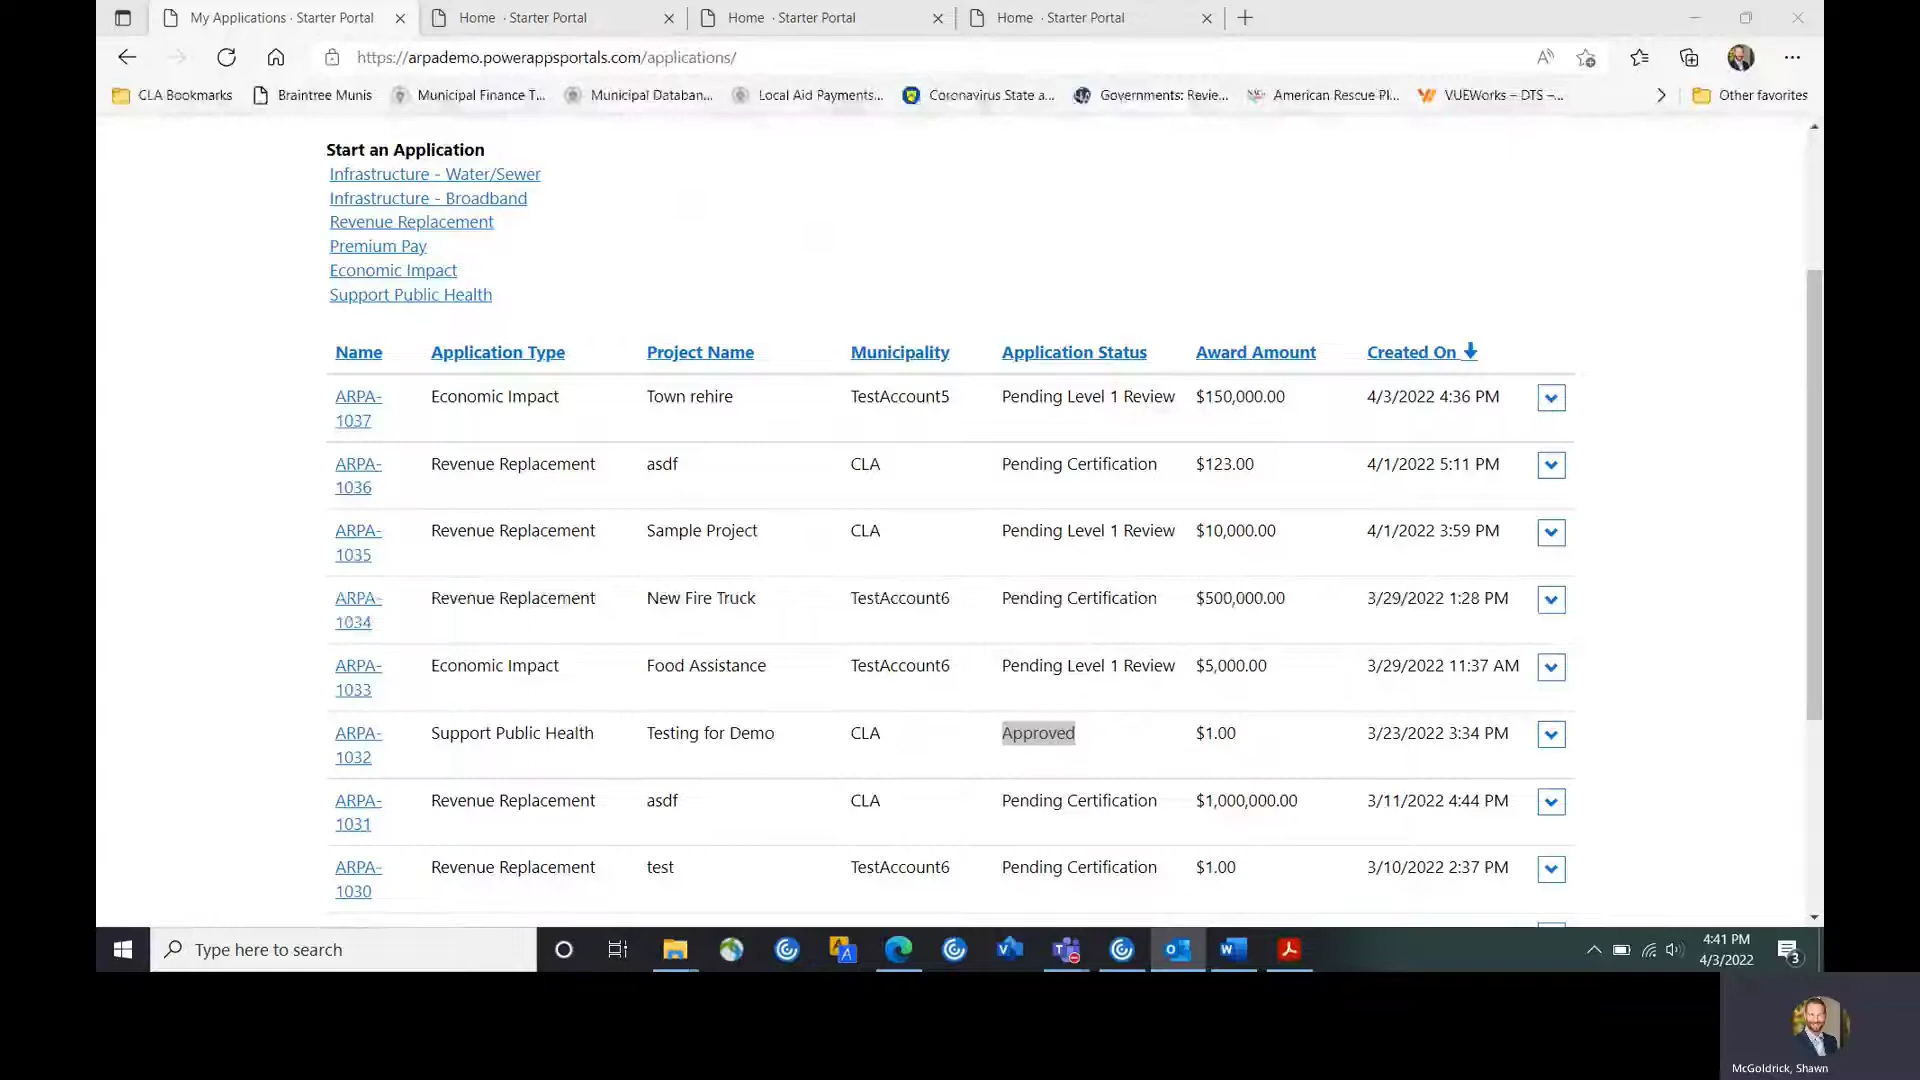 My Applications · Starter Portal
Home · Starter Portal
Home · Starter Portal
Home · Starter Portal
https://arpademo.powerappsportals.com/applications/
CLA Bookmarks
Braintree Munis
Municipal Finance T...
Municipal Databan...
Local Aid Payments...
Coronavirus State a...
Governments: Revie...
American Rescue Pl...
VUEWorks – DTS –...
Other favorites
Start an Application
Infrastructure - Water/Sewer
Infrastructure - Broadband
Revenue Replacement
Premium Pay
Economic Impact
Support Public Health
Name Application Type Project Name Municipality Application Status Award Amount Created On
ARPA- Economic Impact Town rehire TestAccount5 Pending Level 1 Review $150,000.00 4/3/2022 4:36 PM
1037
ARPA- Revenue Replacement asdf CLA Pending Certification $123.00 4/1/2022 5:11 PM
1036
ARPA- Revenue Replacement Sample Project CLA Pending Level 1 Review $10,000.00 4/1/2022 3:59 PM
1035
ARPA- Revenue Replacement New Fire Truck TestAccount6 Pending Certification $500,000.00 3/29/2022 1:28 PM
1034
ARPA- Economic Impact Food Assistance TestAccount6 Pending Level 1 Review $5,000.00 3/29/2022 11:37 AM
1033
ARPA- Support Public Health Testing for Demo CLA Approved $1.00 3/23/2022 3:34 PM
1032
ARPA- Revenue Replacement asdf CLA Pending Certification $1,000,000.00 3/11/2022 4:44 PM
1031
ARPA- Revenue Replacement test TestAccount6 Pending Certification $1.00 3/10/2022 2:37 PM
1030
Type here to search
4:41 PM
4/3/2022
3
McGoldrick, Shawn